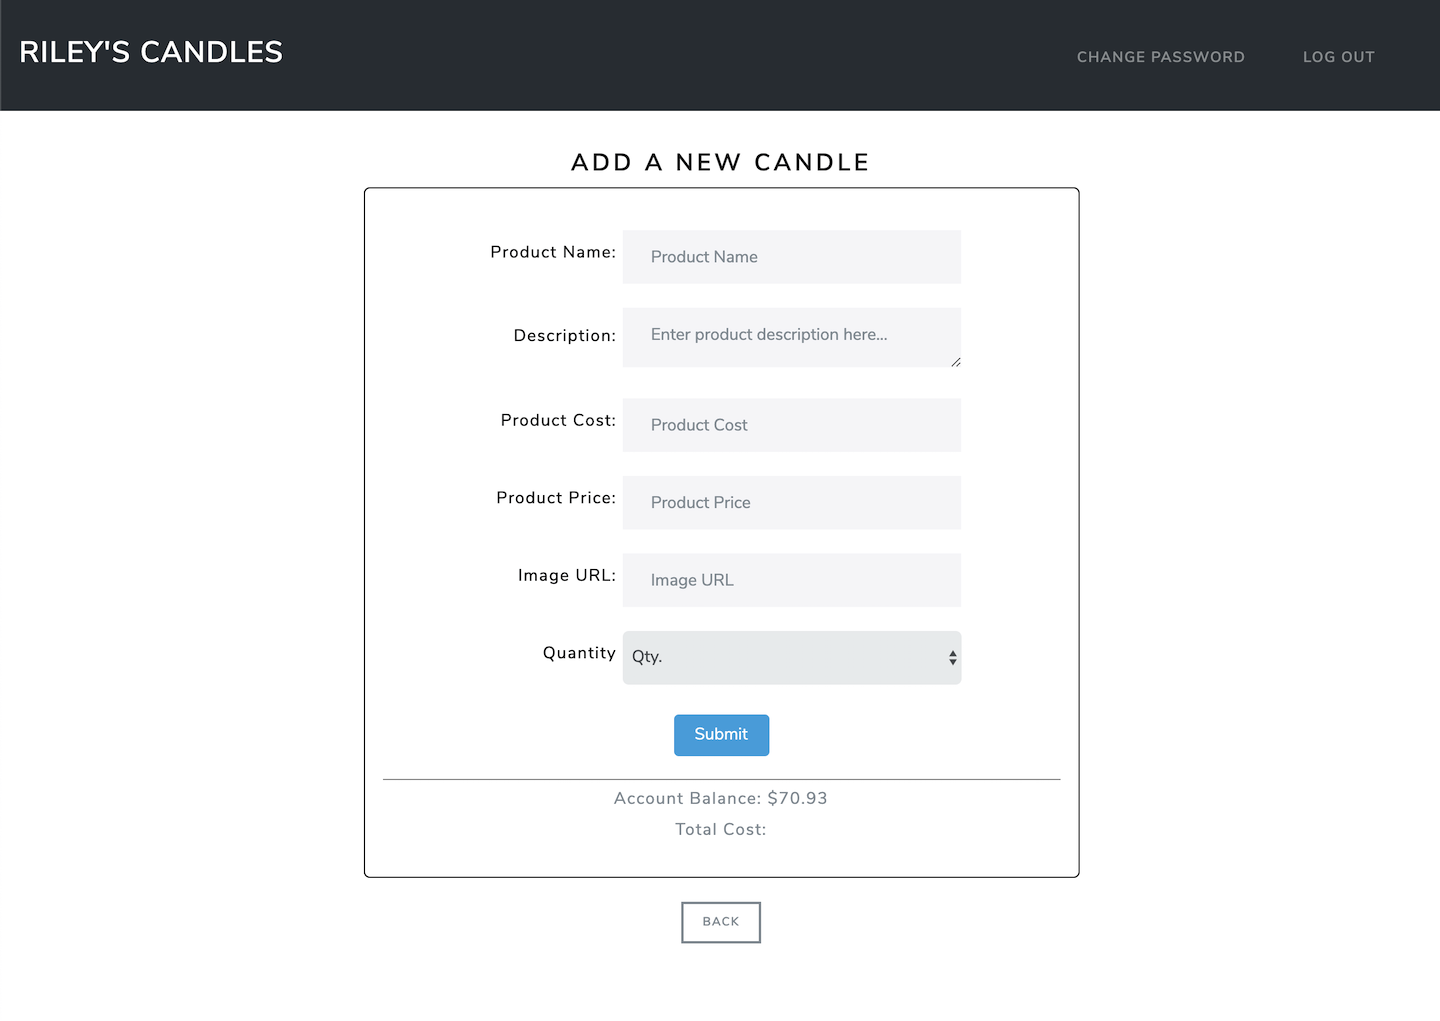 RILEY'S CANDLES
CHANGE PASSWORD
LOG OUT
ADD A NEW CANDLE
Product Name:
Product Name
Description:
Enter product description here...
Product Cost:
Product Cost
Product Price:
Product Price
Image URL:
Image URL
Quantity
Qty.
Submit
Account Balance: $70.93
Total Cost:
BACK